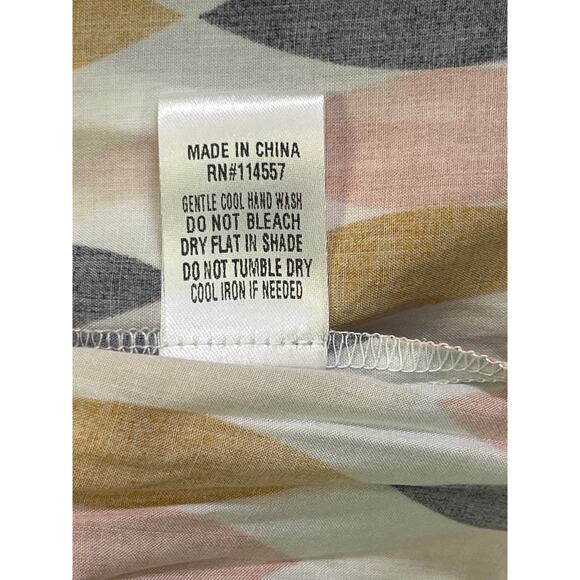 MADE IN CHINA
RN#114557
GENTLE COOL HAND WASH
DO NOT BLEACH
DRY FLAT IN SHADE
DO NOT TUMBLE DRY
COOL IRON IF NEEDED